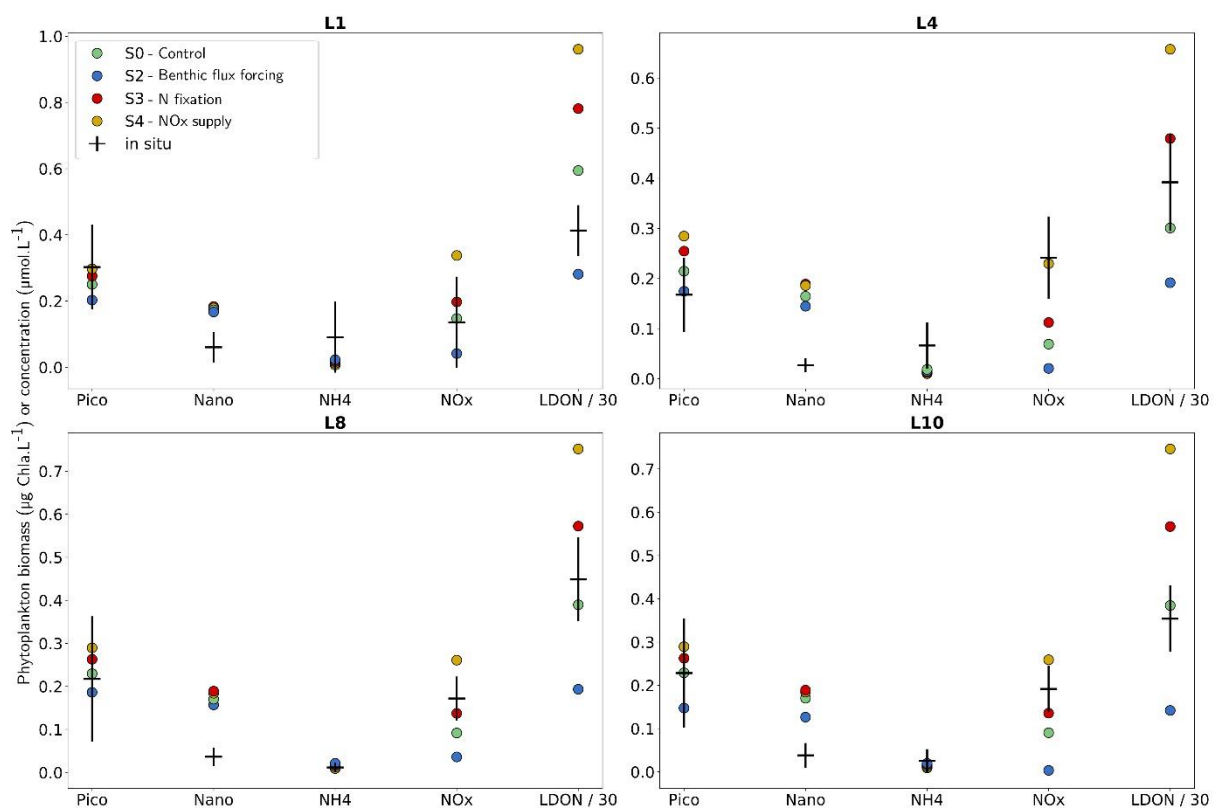 Phytoplankton biomass (µg Chla.L⁻¹) or concentration (µmol.L⁻¹)
L1
1.0
0.8
0.6
0.4
0.2
0.0
S0 - Control
S2 - Benthic flux forcing
S3 - N fixation
S4 - NOx supply
in situ
Pico Nano NH4 NOx LDON / 30
L4
0.6
0.5
0.4
0.3
0.2
0.1
0.0
Pico Nano NH4 NOx LDON / 30
L8
0.7
0.6
0.5
0.4
0.3
0.2
0.1
0.0
Pico Nano NH4 NOx LDON / 30
L10
0.7
0.6
0.5
0.4
0.3
0.2
0.1
0.0
Pico Nano NH4 NOx LDON / 30